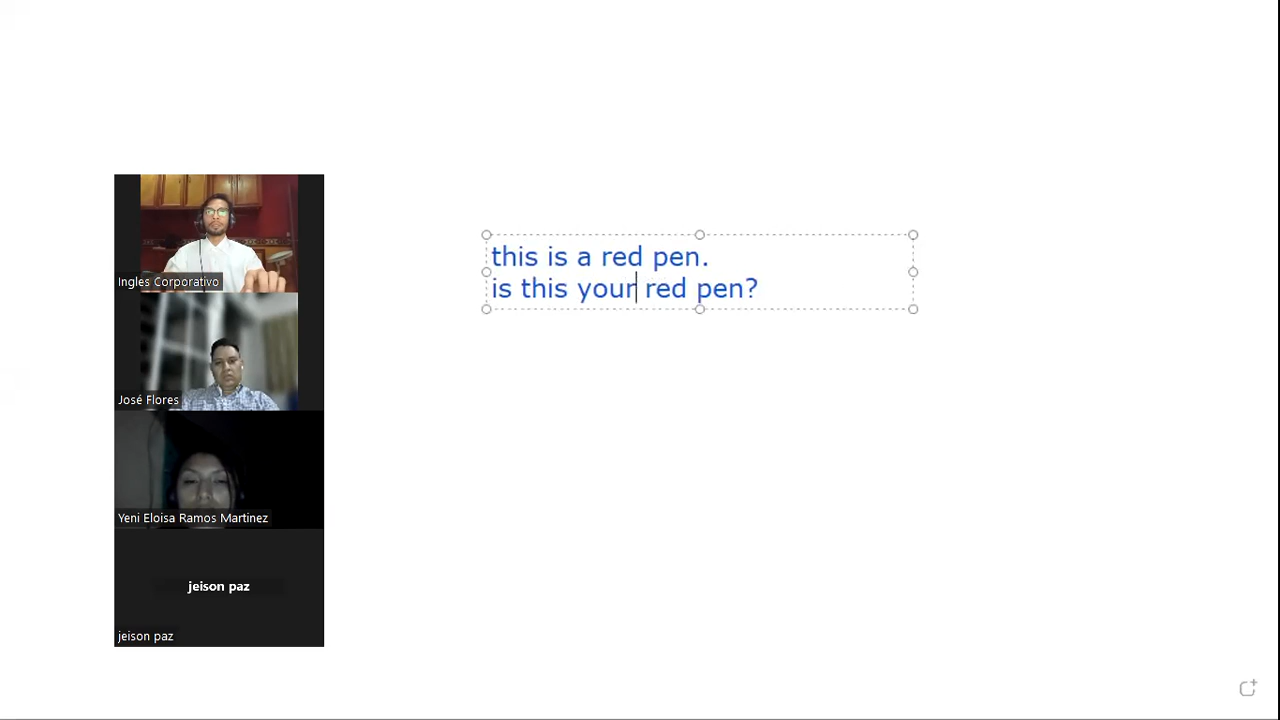 Ingles Corporativo
José Flores
Yeni Eloisa Ramos Martinez
jeison paz
jeison paz
this is a red pen.
is this your red pen?